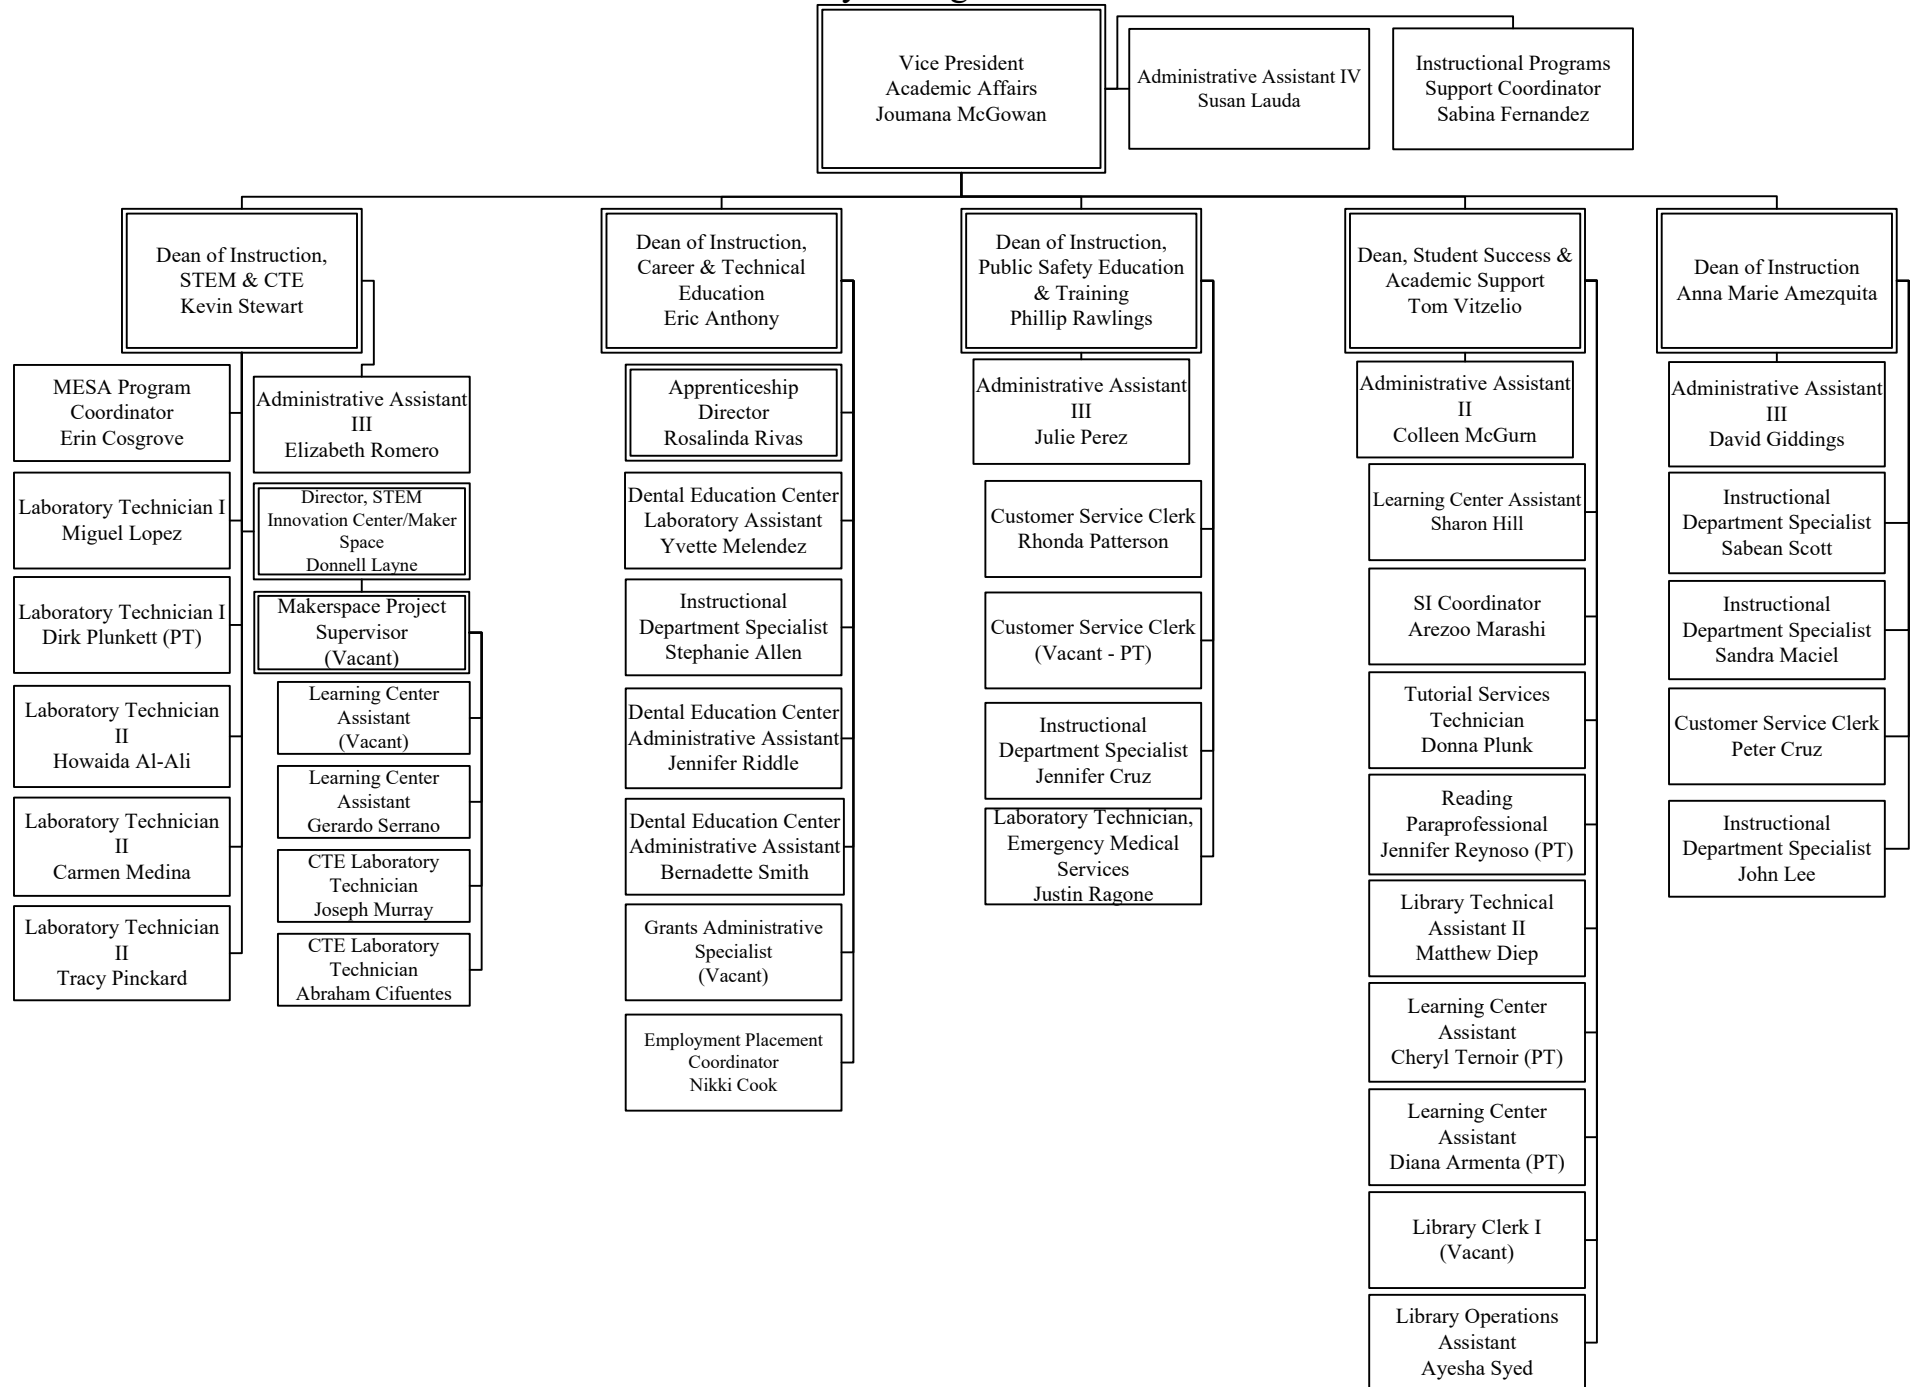 Vice President
Academic Affairs
Joumana McGowan
Administrative Assistant IV
Susan Lauda
Instructional Programs
Support Coordinator
Sabina Fernandez
Dean of Instruction,
STEM & CTE
Kevin Stewart
MESA Program
Coordinator
Erin Cosgrove
Laboratory Technician I
Miguel Lopez
Laboratory Technician I
Dirk Plunkett (PT)
Laboratory Technician
II
Howaida Al-Ali
Laboratory Technician
II
Carmen Medina
Laboratory Technician
II
Tracy Pinckard
Administrative Assistant
III
Elizabeth Romero
Director, STEM
Innovation Center/Maker
Space
Donnell Layne
Makerspace Project
Supervisor
(Vacant)
Learning Center
Assistant
(Vacant)
Learning Center
Assistant
Gerardo Serrano
CTE Laboratory
Technician
Joseph Murray
CTE Laboratory
Technician
Abraham Cifuentes
Dean of Instruction,
Career & Technical
Education
Eric Anthony
Apprenticeship
Director
Rosalinda Rivas
Dental Education Center
Laboratory Assistant
Yvette Melendez
Instructional
Department Specialist
Stephanie Allen
Dental Education Center
Administrative Assistant
Jennifer Riddle
Dental Education Center
Administrative Assistant
Bernadette Smith
Grants Administrative
Specialist
(Vacant)
Employment Placement
Coordinator
Nikki Cook
Dean of Instruction,
Public Safety Education
& Training
Phillip Rawlings
Administrative Assistant
III
Julie Perez
Customer Service Clerk
Rhonda Patterson
Customer Service Clerk
(Vacant - PT)
Instructional
Department Specialist
Jennifer Cruz
Laboratory Technician,
Emergency Medical
Services
Justin Ragone
Dean, Student Success &
Academic Support
Tom Vitzelio
Administrative Assistant
II
Colleen McGurn
Learning Center Assistant
Sharon Hill
SI Coordinator
Arezoo Marashi
Tutorial Services
Technician
Donna Plunk
Reading
Paraprofessional
Jennifer Reynoso (PT)
Library Technical
Assistant II
Matthew Diep
Learning Center
Assistant
Cheryl Ternoir (PT)
Learning Center
Assistant
Diana Armenta (PT)
Library Clerk I
(Vacant)
Library Operations
Assistant
Ayesha Syed
Dean of Instruction
Anna Marie Amezquita
Administrative Assistant
III
David Giddings
Instructional
Department Specialist
Sabean Scott
Instructional
Department Specialist
Sandra Maciel
Customer Service Clerk
Peter Cruz
Instructional
Department Specialist
John Lee